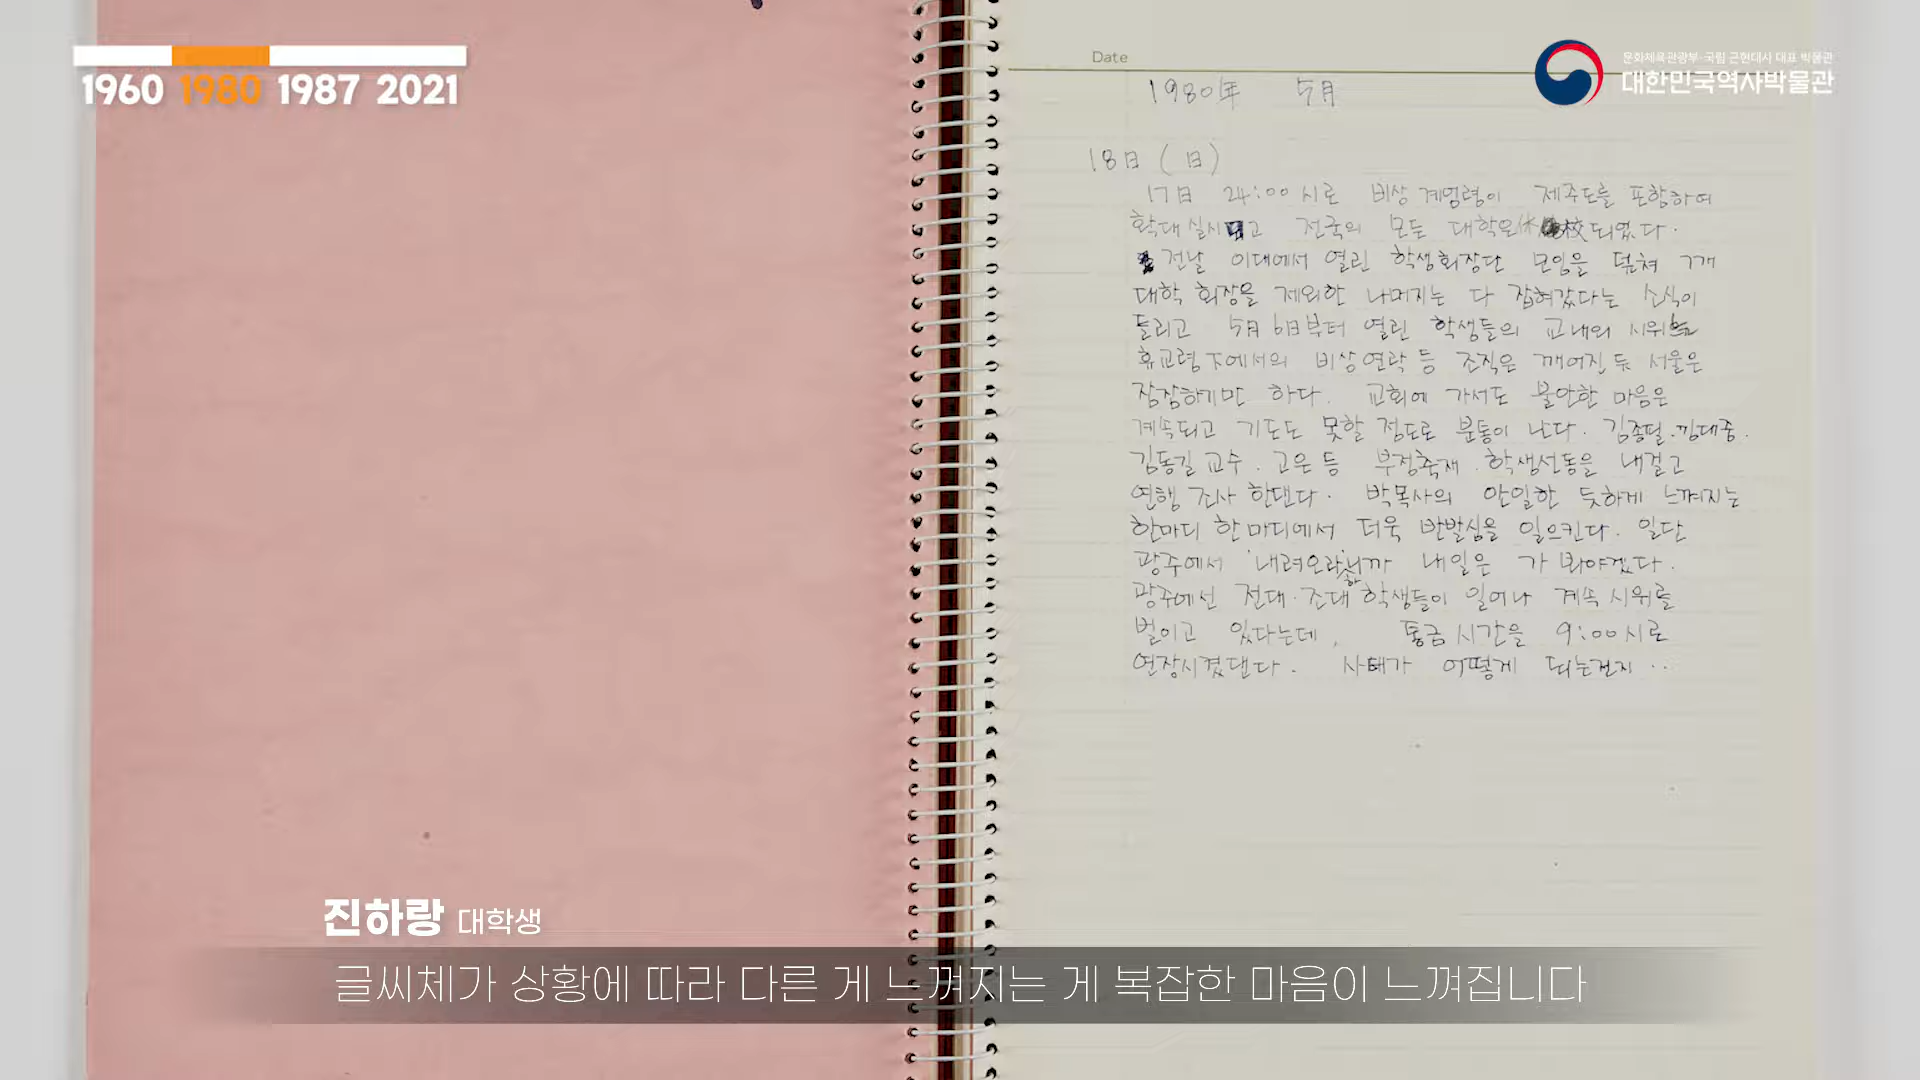 1960 1980 1987 2021
문화체육관광부·국립 근현대사 대표 박물관
대한민국역사박물관
Date
1980年 5月
18日 (日)
17日 24:00시로 비상계엄령이 제주도를 포함하여
확대실시되고 전국의 모든 대학은 休校되었다.
전날 이대에서 열린 학생회장단 모임을 덮쳐 7개
대학 회장을 제외한 나머지는 다 잡혀갔다는 소식이
들리고 5月 6日부터 열린 학생들의 교내외 시위
휴교령下에서의 비상연락 등 조직은 깨어진 듯 서울은
잠잠하기만 하다. 교회에 가서도 불안한 마음은
계속되고 기도도 못할 정도로 분통이 난다. 김종필.김대중.
김동길 교수. 고은 등 부정축재. 학생선동을 내걸고
연행 조사 한댄다. 박목사의 안일한 듯하게 느껴지는
한마디 한마디에서 더욱 반발심을 일으킨다. 일단
광주에서 내려오라니까 내일은 가 봐야겠다.
광주에선 전대·조대 학생들이 일어나 계속 시위를
벌이고 있다는데, 통금시간을 9:00시로
연장시켰댄다. 사태가 어떻게 되는건지 ..
진하랑 대학생
글씨체가 상황에 따라 다른 게 느껴지는 게 복잡한 마음이 느껴집니다